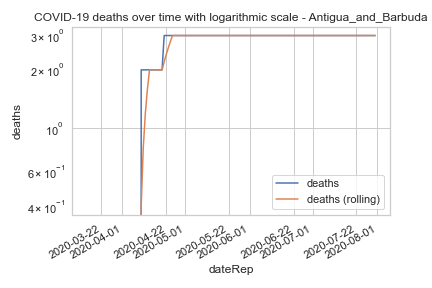 COVID-19 deaths over time with logarithmic scale - Antigua_and_Barbuda
3 × 10⁰
2 × 10⁰
10⁰
6 × 10⁻¹
4 × 10⁻¹
deaths
deaths
deaths (rolling)
2020-03-22
2020-04-01
2020-04-22
2020-05-01
2020-05-22
2020-06-01
2020-06-22
2020-07-01
2020-07-22
2020-08-01
dateRep